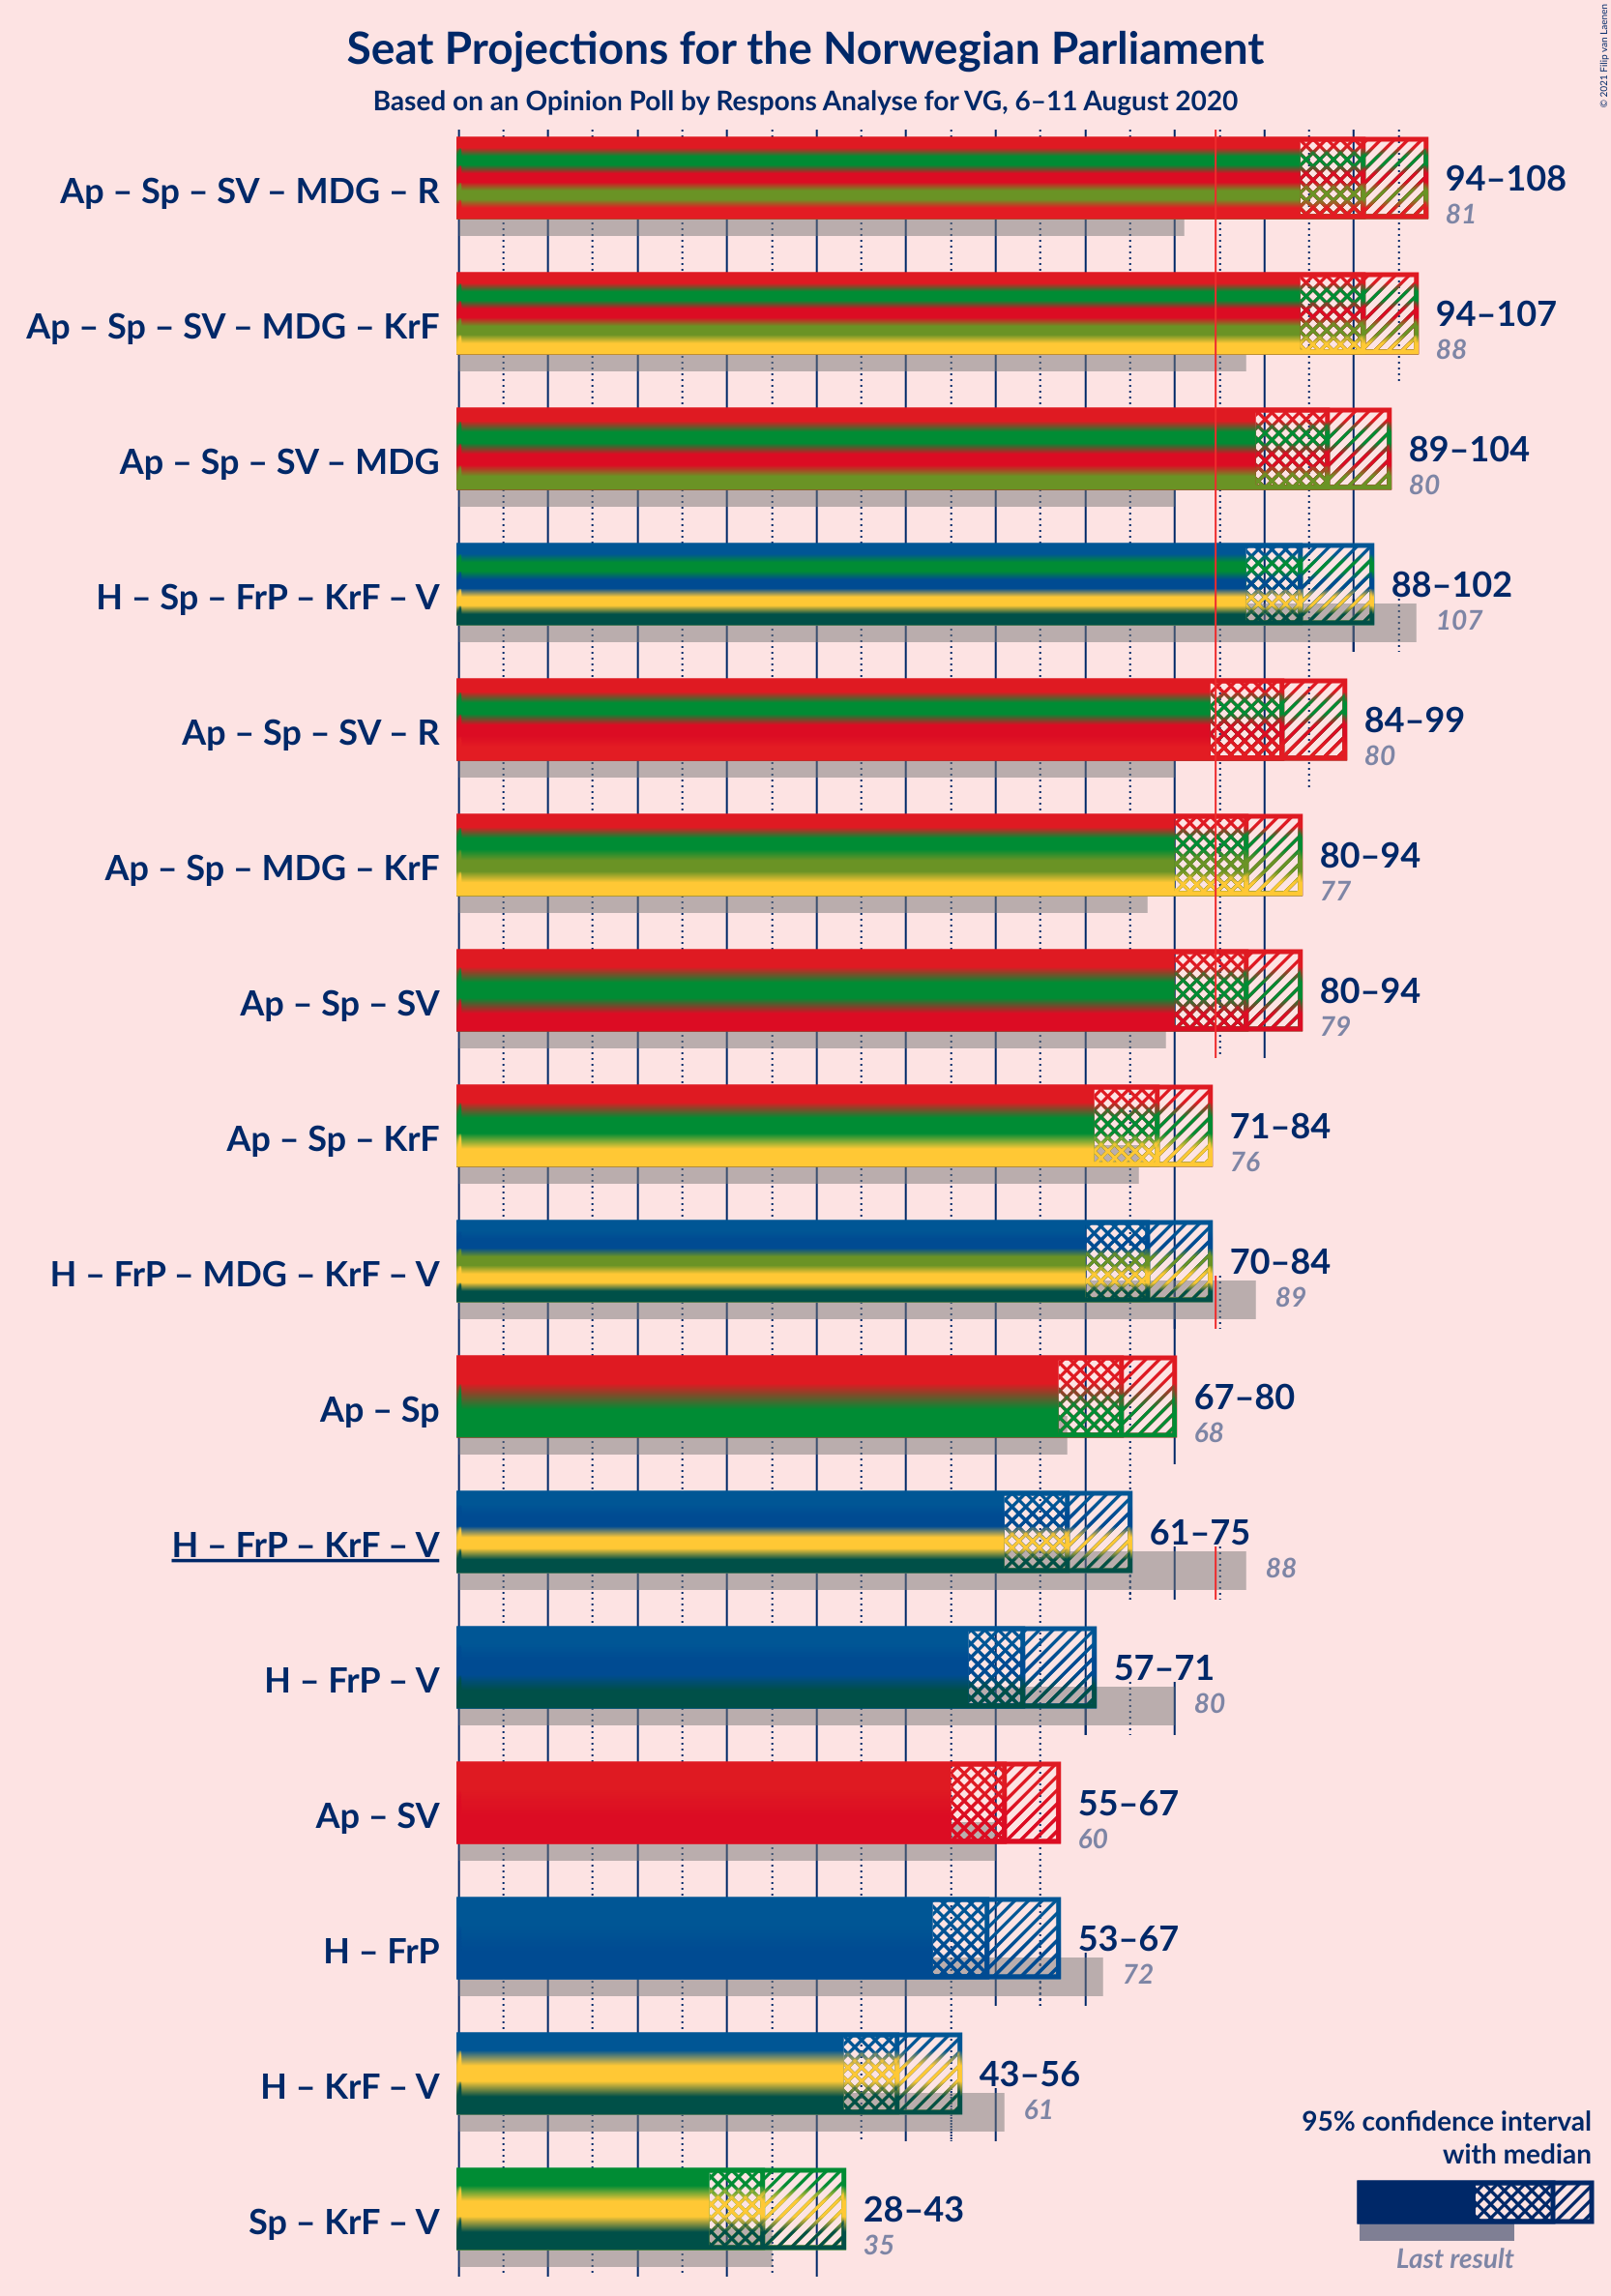 Seat Projections for the Norwegian Parliament
Based on an Opinion Poll by Respons Analyse for VG, 6–11 August 2020
© 2021 Filip van Laenen
Ap – Sp – SV – MDG – R
94–108
81
Ap – Sp – SV – MDG – KrF
94–107
88
Ap – Sp – SV – MDG
89–104
80
H – Sp – FrP – KrF – V
88–102
107
Ap – Sp – SV – R
84–99
80
Ap – Sp – MDG – KrF
80–94
77
Ap – Sp – SV
80–94
79
Ap – Sp – KrF
71–84
76
H – FrP – MDG – KrF – V
70–84
89
Ap – Sp
67–80
68
H – FrP – KrF – V
61–75
88
H – FrP – V
57–71
80
Ap – SV
55–67
60
H – FrP
53–67
72
H – KrF – V
43–56
61
Sp – KrF – V
28–43
35
95% confidence interval
with median
Last result